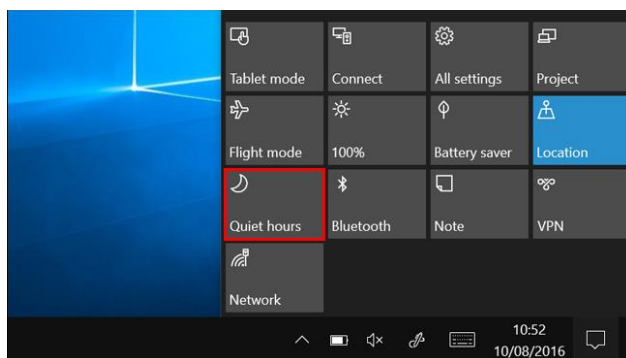 Tablet mode
Connect
All settings
Project
Flight mode
100%
Battery saver
Location
Quiet hours
Bluetooth
Note
VPN
Network
10:52
10/08/2016